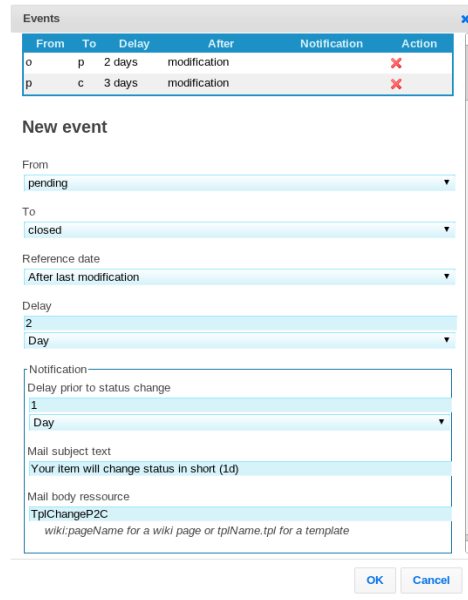 Events
From To Delay After Notification Action
o p 2 days modification
p c 3 days modification
New event
From
pending
To
closed
Reference date
After last modification
Delay
2
Day
Notification
Delay prior to status change
1
Day
Mail subject text
Your item will change status in short (1d)
Mail body ressource
TplChangeP2C
wiki:pageName for a wiki page or tplName.tpl for a template
OK Cancel